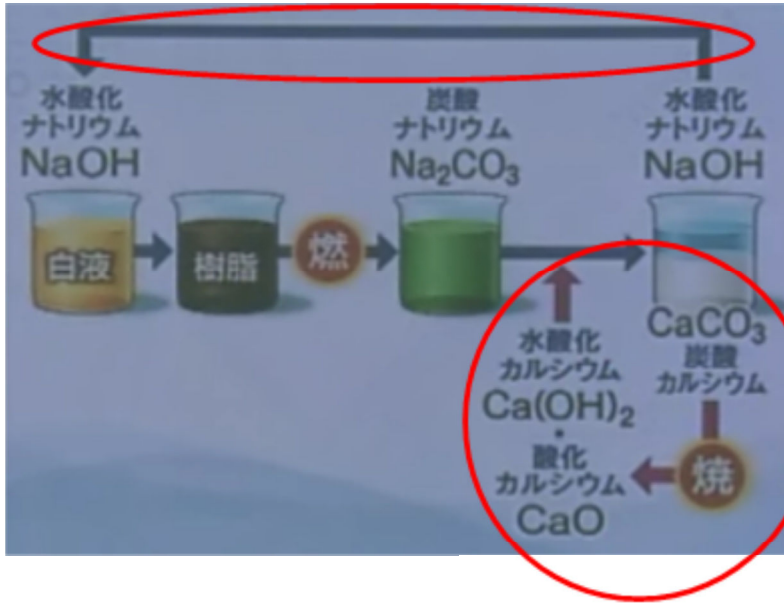 水酸化
ナトリウム
NaOH
炭酸
ナトリウム
Na₂CO₃
水酸化
ナトリウム
NaOH
白液
樹脂
燃
CaCO₃
炭酸
カルシウム
水酸化
カルシウム
Ca(OH)₂
・
酸化
カルシウム
CaO
焼